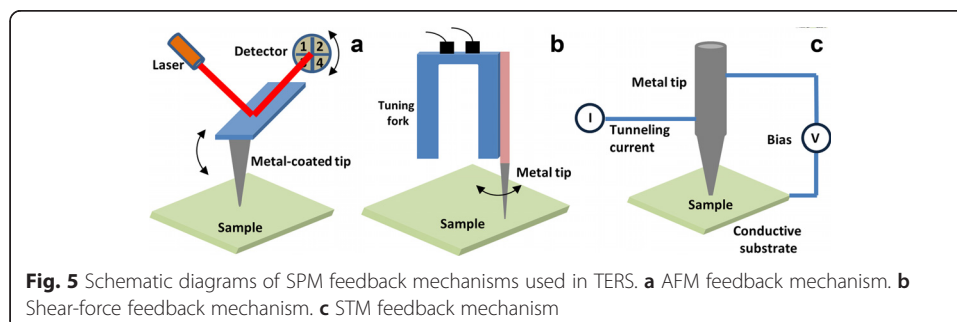 a
Detector
1 2
4
Laser
Metal-coated tip
Sample
b
Tuning
fork
Metal tip
Sample
c
Metal tip
I
Tunneling
current
Bias
V
Sample
Conductive
substrate
Fig. 5 Schematic diagrams of SPM feedback mechanisms used in TERS. a AFM feedback mechanism. b
Shear-force feedback mechanism. c STM feedback mechanism